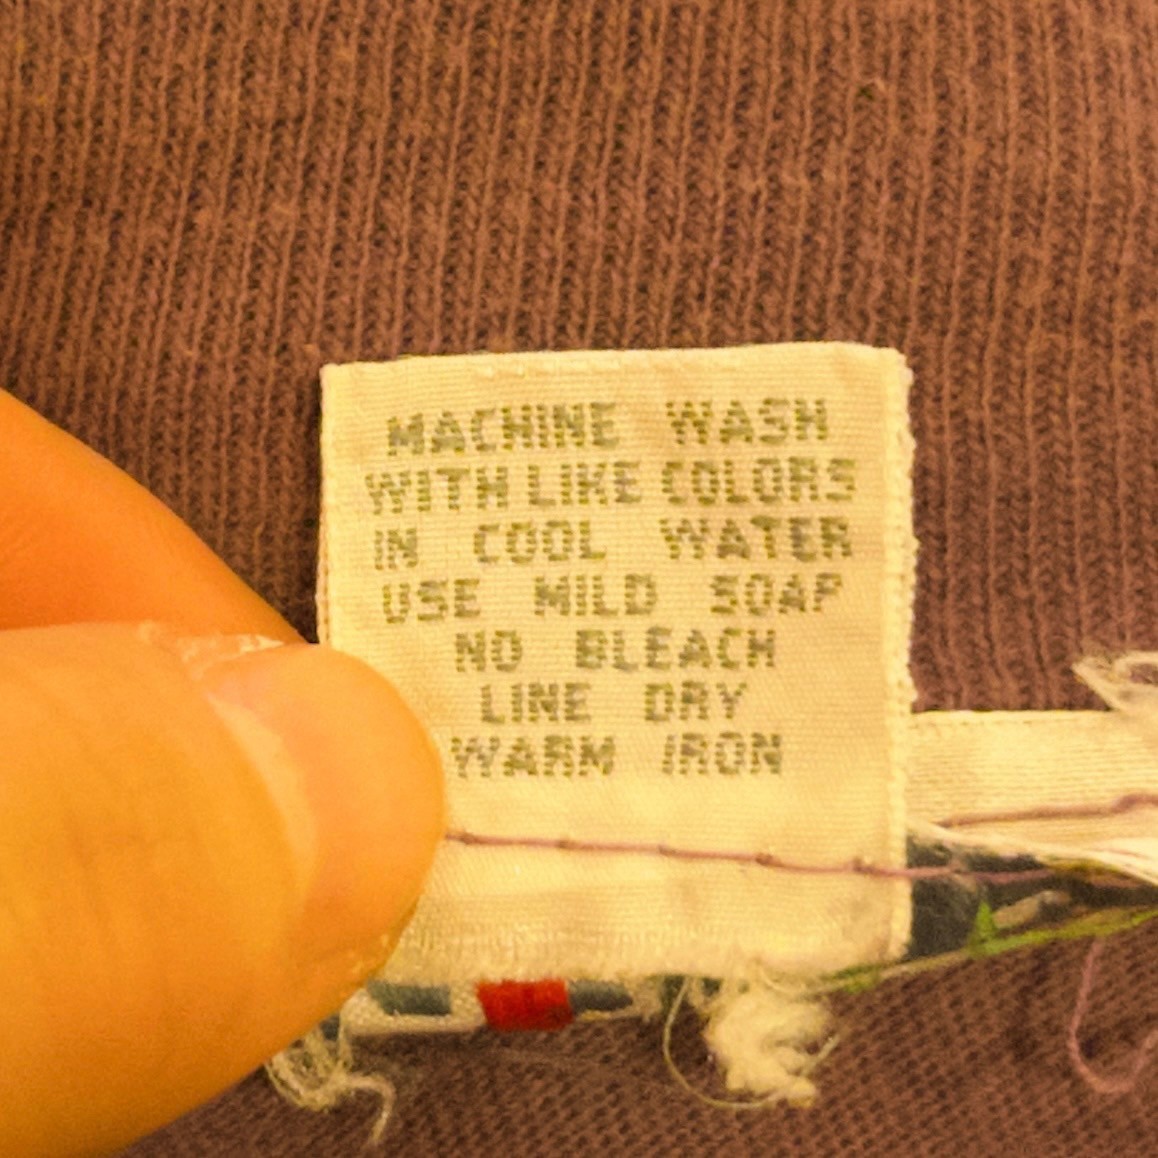 MACHINE WASH
WITH LIKE COLORS
IN COOL WATER
USE MILD SOAP
NO BLEACH
LINE DRY
WARM IRON